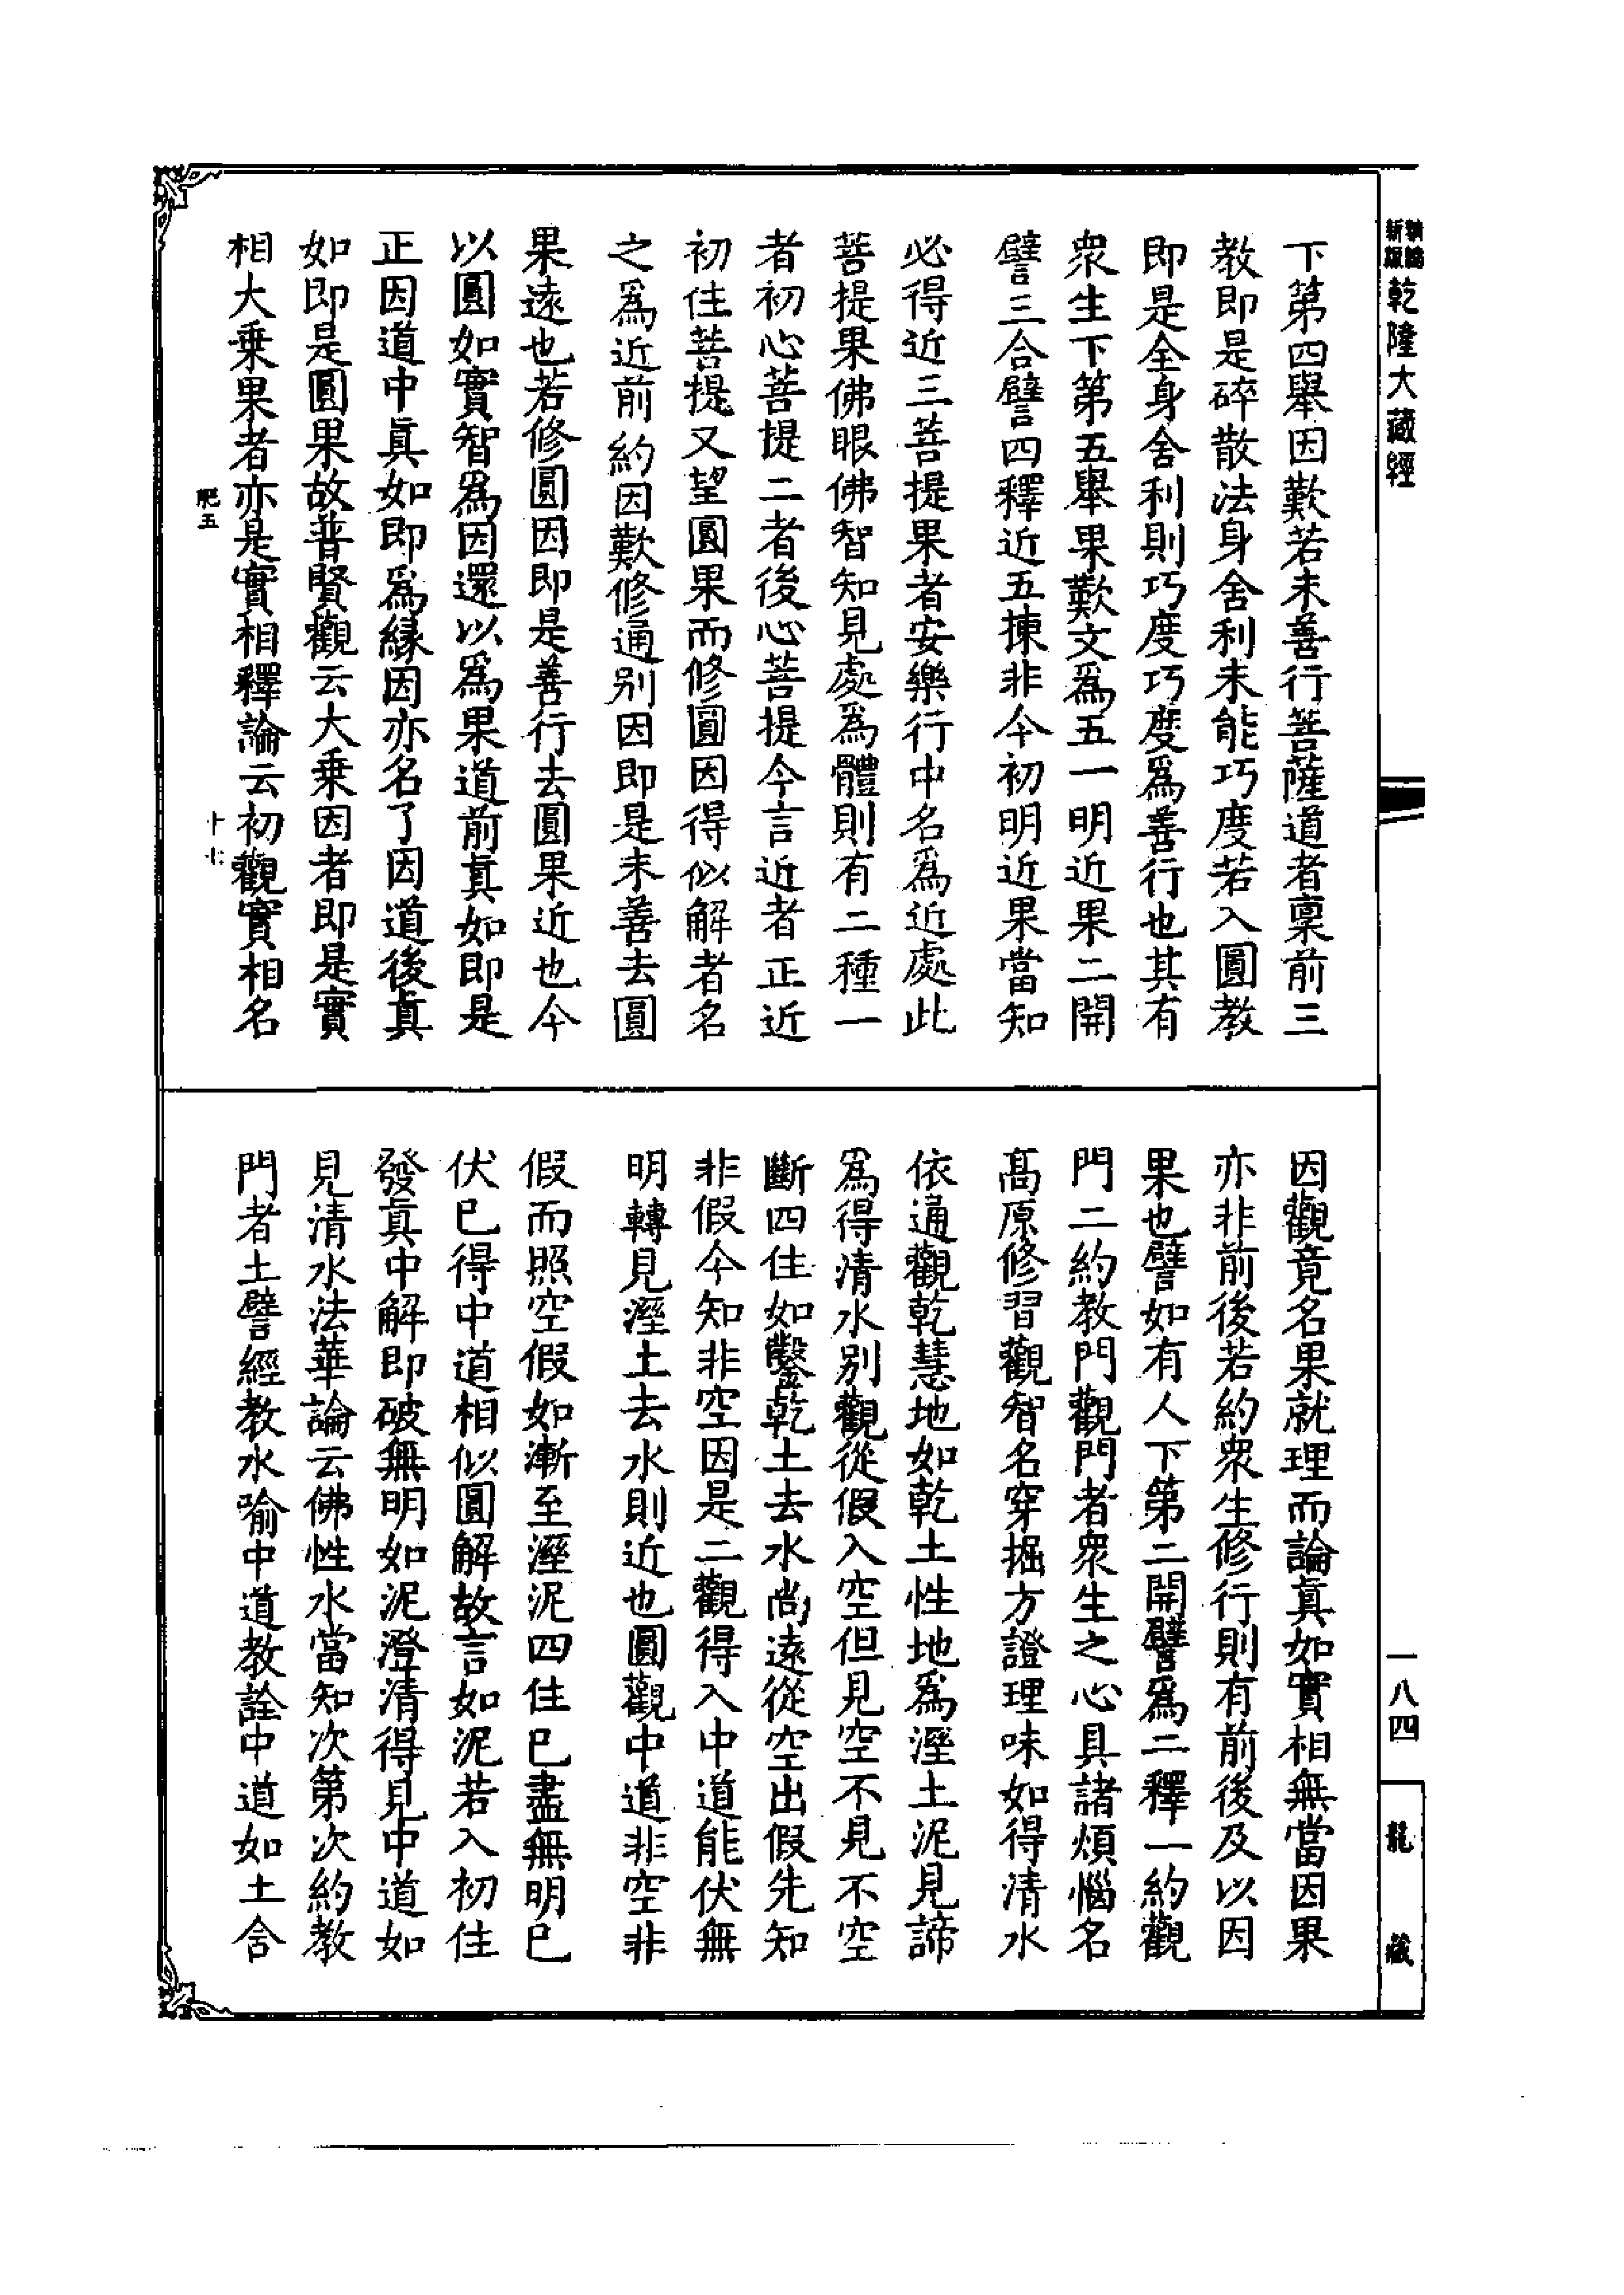 乾隆大藏經
一八四
龍藏
下第四舉因歎若未善行菩薩道者稟前三
教即是碎散法身舍利未能巧度若入圓教
即是全身舍利則巧度巧度爲善行也其有
衆生下第五舉果歎文爲五一明近果二開
譬三合譬四釋近五揀非今初明近果當知
必得近三菩提果者安樂行中名爲近處此
菩提果佛眼佛智知見處爲體則有二種一
者初心菩提二者後心菩提今言近者正近
初住菩提又望圓果而修圓因得似解者名
之爲近前約因歎修通別因即是未善去圓
果遠也若修圓因即是善行去圓果近也今
以圓如實智爲因還以爲果道前真如即是
正因道中眞如即爲緣因亦名了因道後眞
如即是圓果故普賢觀云大乘因者即是實
相大乘果者亦是實相釋論云初觀實相名
肥五
十七
因觀竟名果就理而論眞如實相無當因果
亦非前後若約衆生修行則有前後及以因
果也譬如有人下第二開譬爲二釋一約觀
門二約教門觀門者衆生之心具諸煩惱名
高原修習觀智名穿掘方證理味如得清水
依通觀乾慧地如乾土性地爲溼土泥見諦
爲得清水別觀從假入空但見空不見不空
斷四住如鑿乾土去水尚遠從空出假先知
非假今知非空因是二觀得入中道能伏無
明轉見溼土去水則近也圓觀中道非空非
假而照空假如漸至溼泥四住已盡無明已
伏已得中道相似圓解故言如泥若入初住
發眞中解即破無明如泥澄清得見中道如
見清水法華論云佛性水當知次第次約教
門者土譬經教水喻中道教詮中道如土含